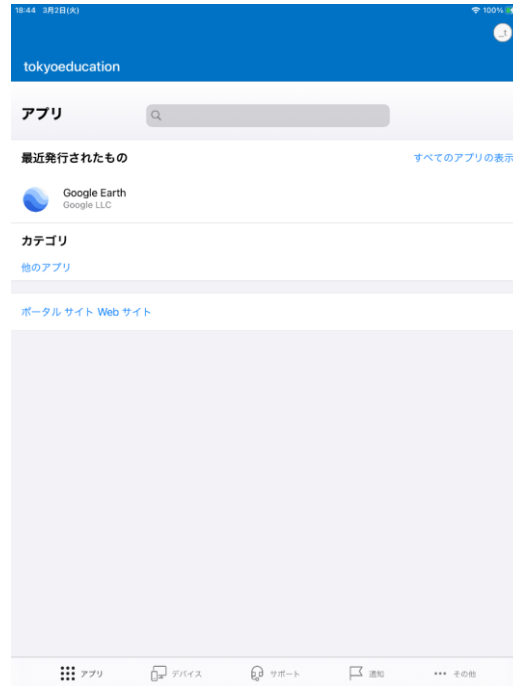 18:44 3月2日(火) 100%
_t
tokyoeducation
アプリ
最近発行されたもの すべてのアプリの表示
Google Earth
Google LLC
カテゴリ
他のアプリ
ポータル サイト Web サイト
アプリ デバイス サポート 通知 その他